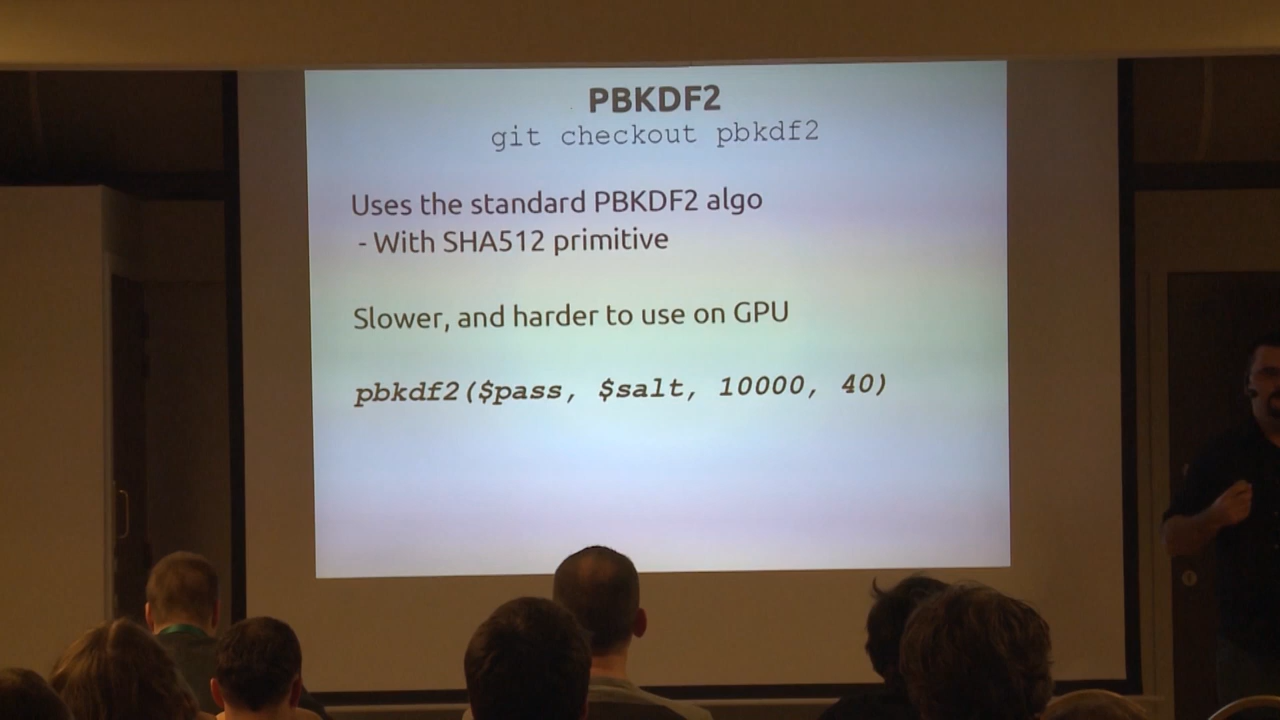 PBKDF2
git checkout pbkdf2
Uses the standard PBKDF2 algo
- With SHA512 primitive
Slower, and harder to use on GPU
pbkdf2($pass, $salt, 10000, 40)